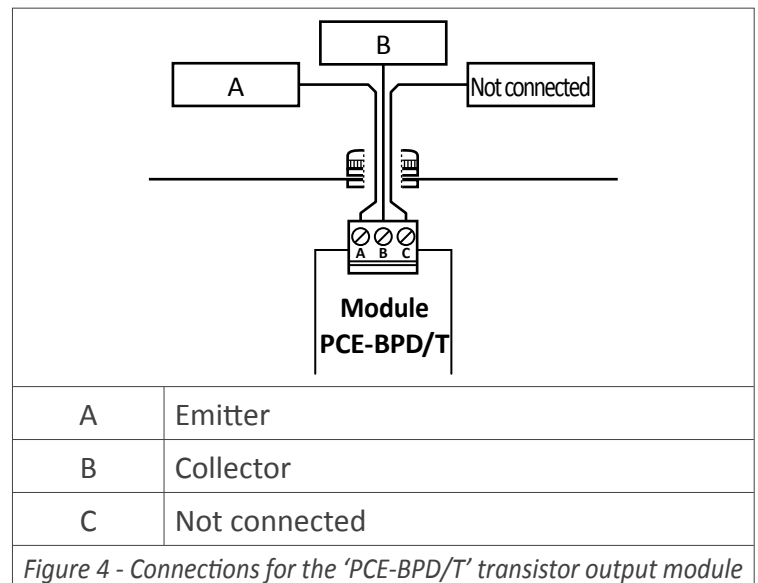 B
A
Not connected
A B C
Module
PCE-BPD/T
A Emitter
B Collector
C Not connected
Figure 4 - Connections for the ‘PCE-BPD/T’ transistor output module